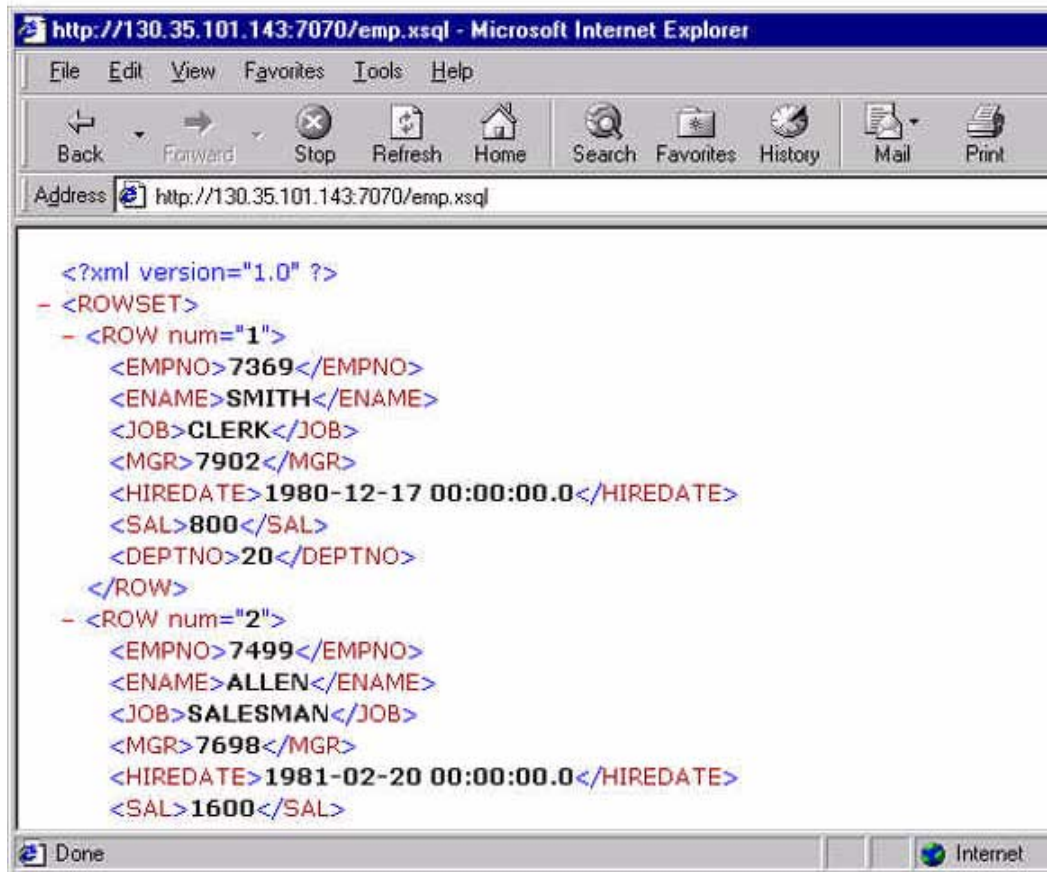 http://130.35.101.143:7070/emp.xsql - Microsoft Internet Explorer
File Edit View Favorites Tools Help
Back Forward Stop Refresh Home Search Favorites History Mail Print
Address http://130.35.101.143:7070/emp.xsql
<?xml version="1.0" ?>
- <ROWSET>
- <ROW num="1">
<EMPNO>7369</EMPNO>
<ENAME>SMITH</ENAME>
<JOB>CLERK</JOB>
<MGR>7902</MGR>
<HIREDATE>1980-12-17 00:00:00.0</HIREDATE>
<SAL>800</SAL>
<DEPTNO>20</DEPTNO>
</ROW>
- <ROW num="2">
<EMPNO>7499</EMPNO>
<ENAME>ALLEN</ENAME>
<JOB>SALESMAN</JOB>
<MGR>7698</MGR>
<HIREDATE>1981-02-20 00:00:00.0</HIREDATE>
<SAL>1600</SAL>
Done Internet